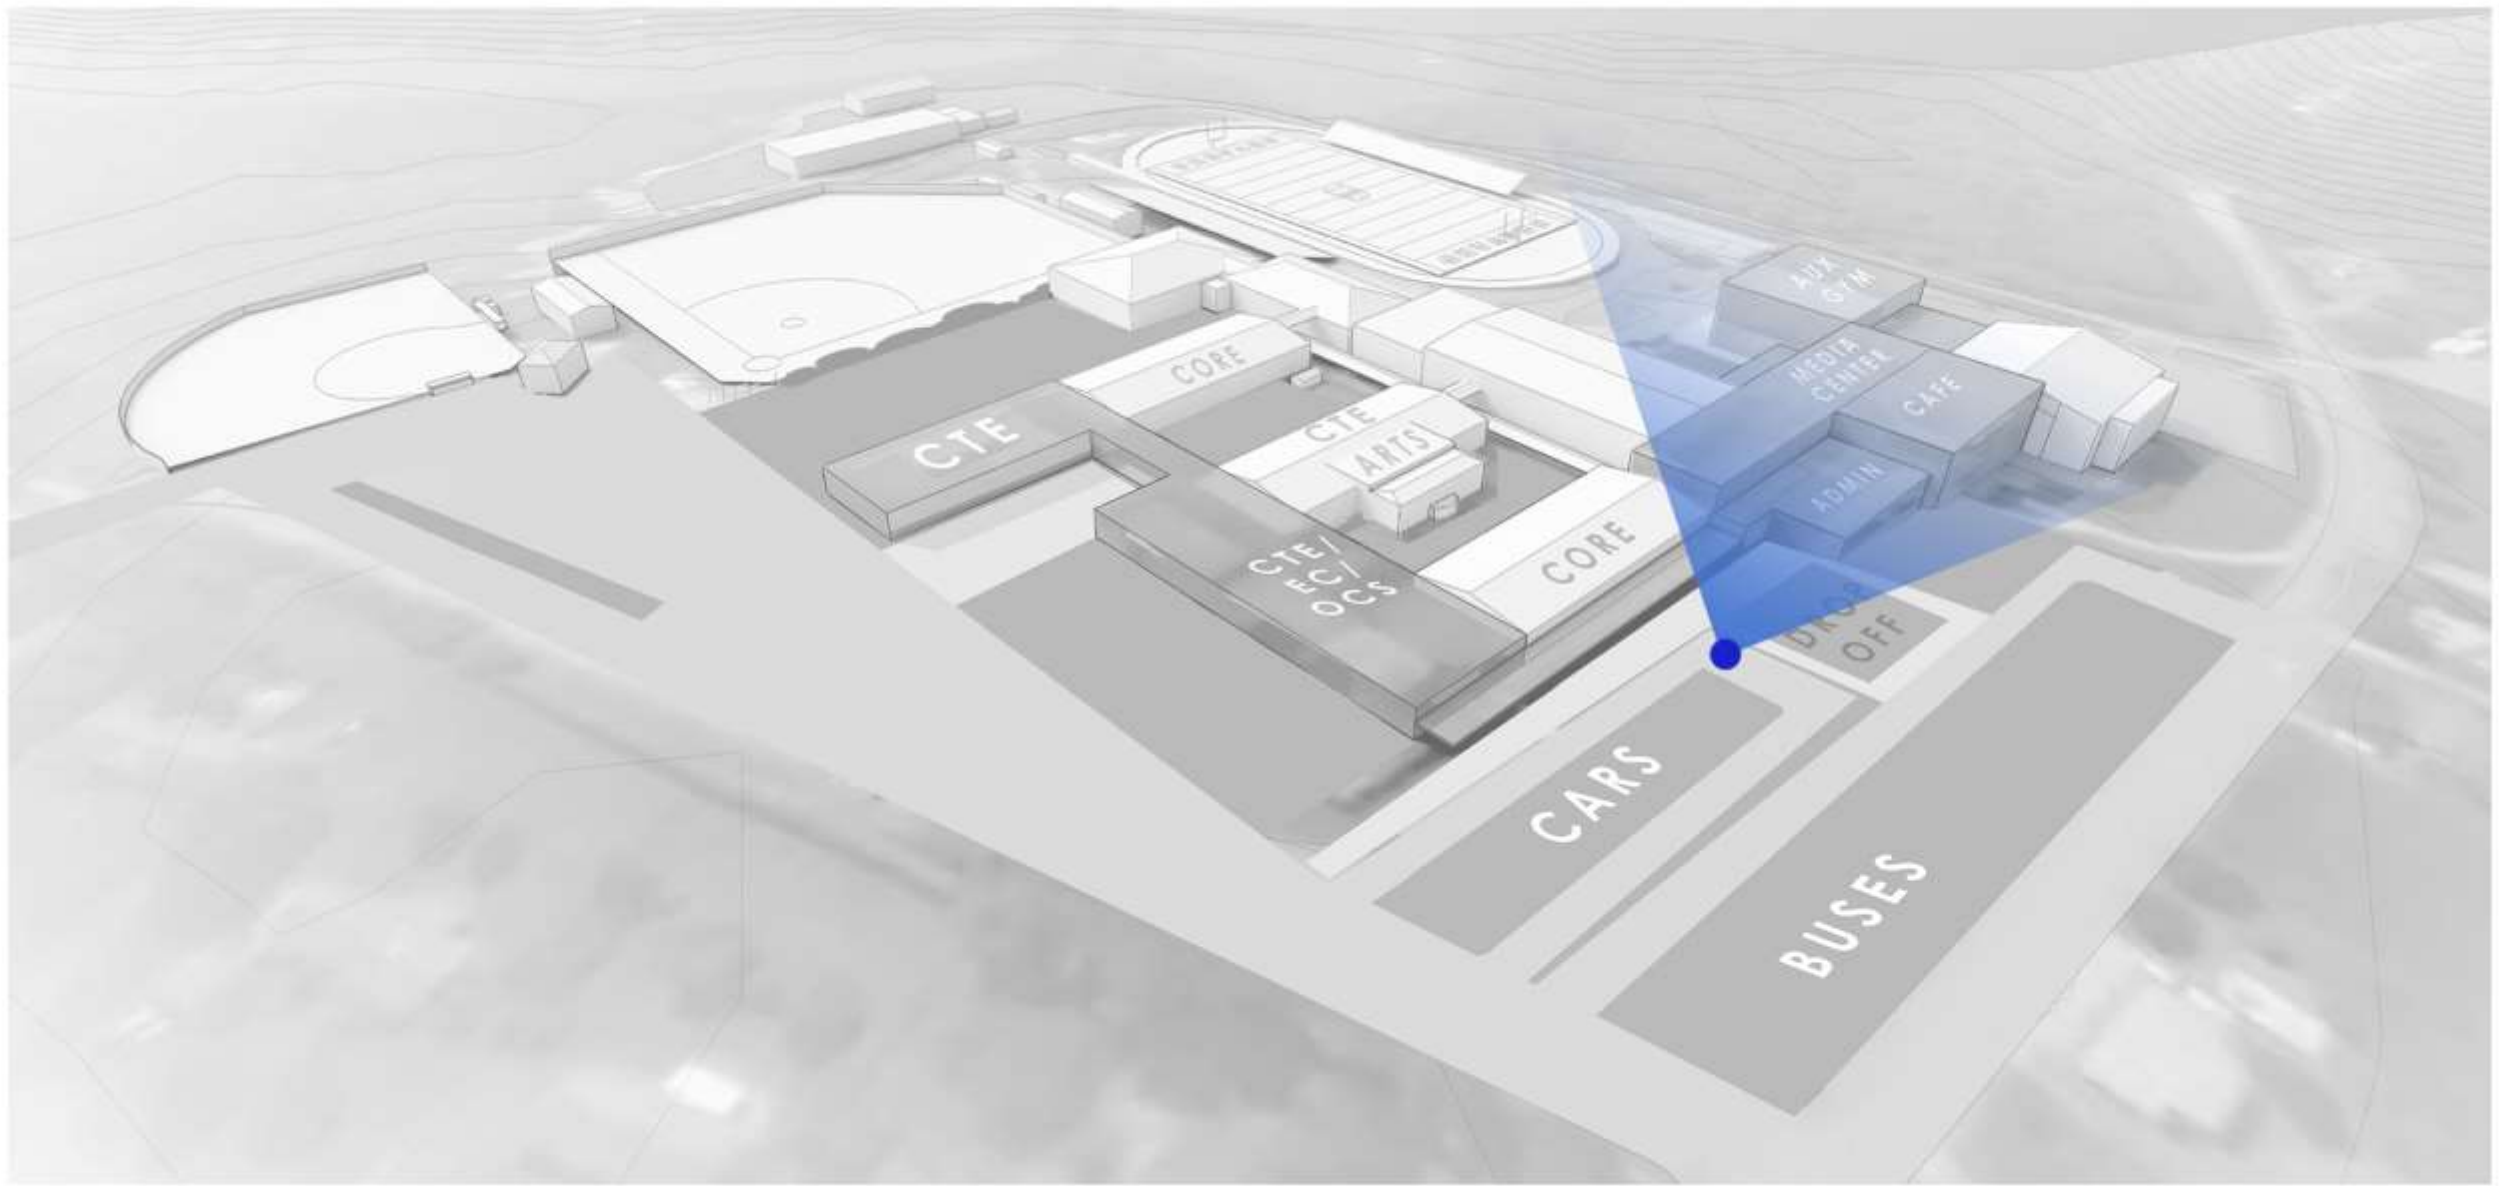 AUX
GYM
MEDIA
CENTER
CAFE
CORE
CTE
CTE
ARTS
ADMIN
CTE/
EC/
OCS
CORE
DROP
OFF
CARS
BUSES